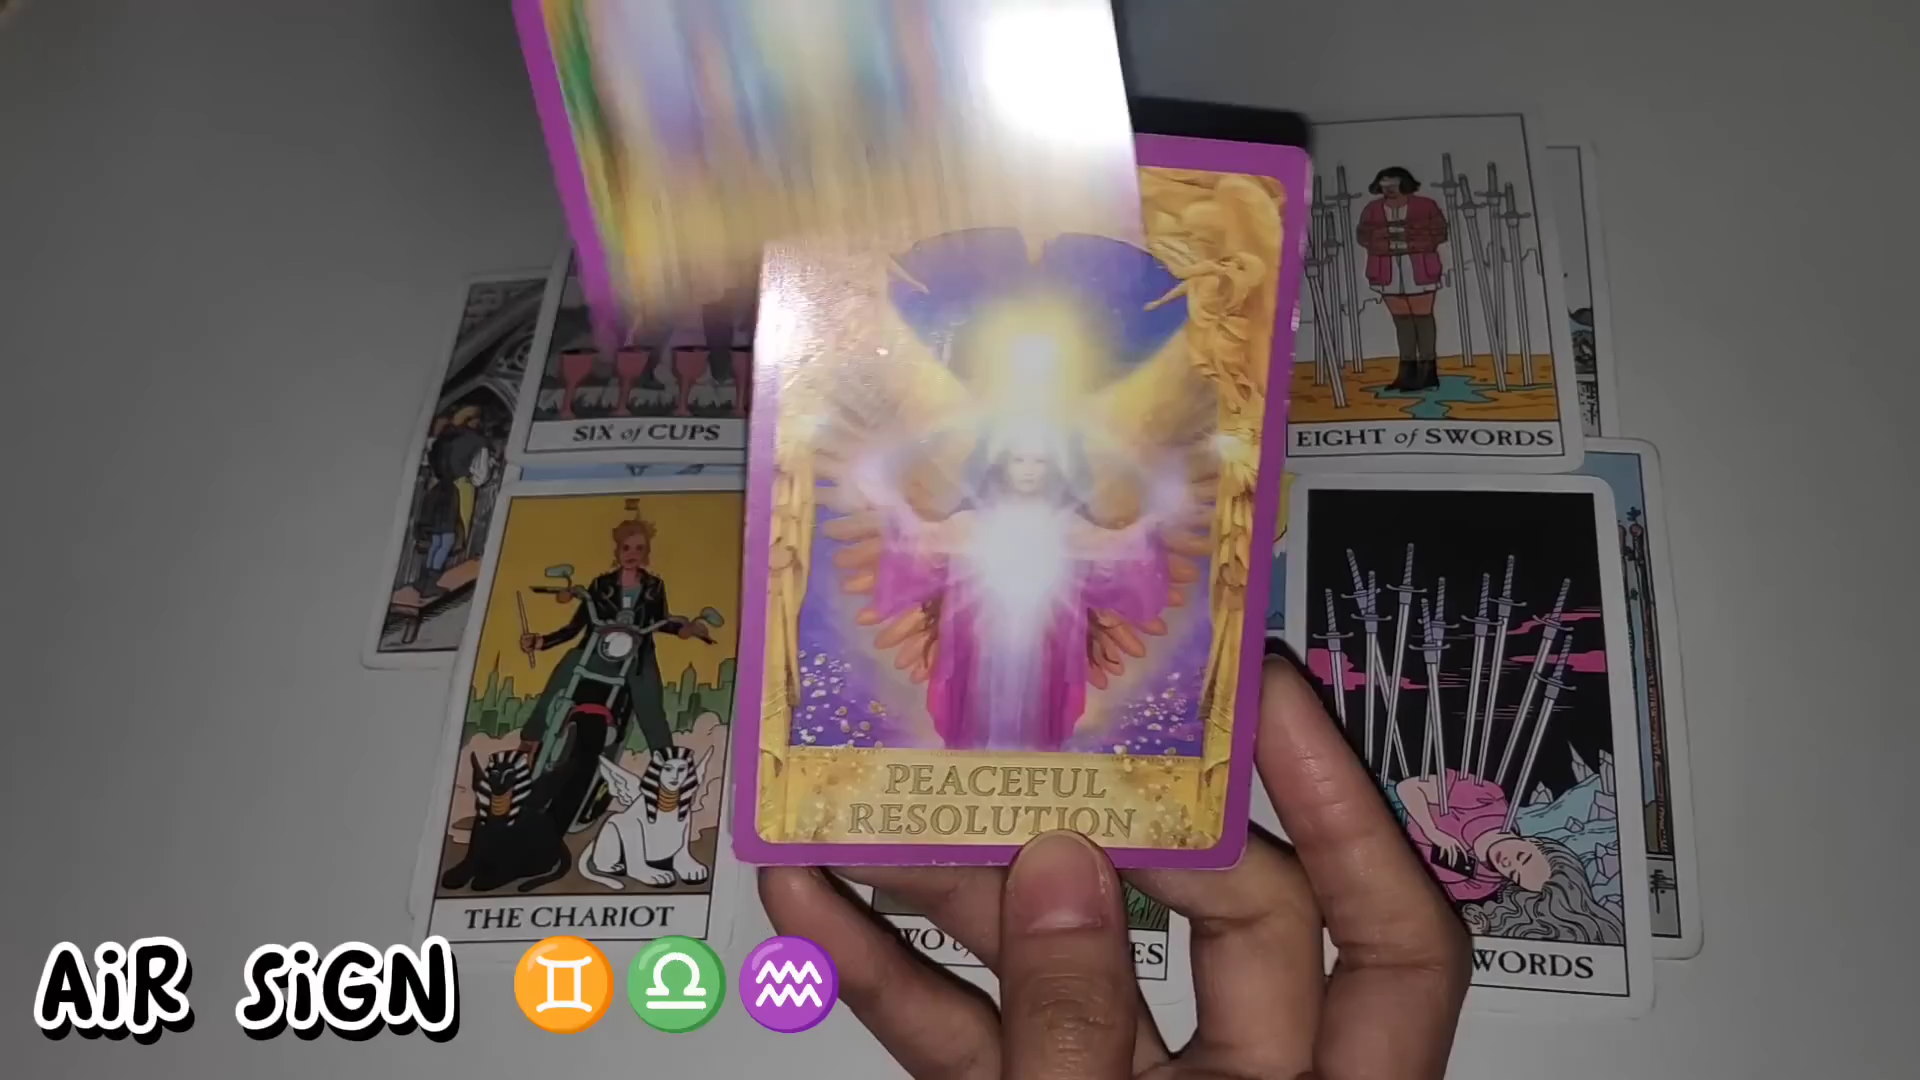 SIX of CUPS
EIGHT of SWORDS
PEACEFUL
RESOLUTION
THE CHARIOT
WORDS
AiR SiGN ♊♎♒